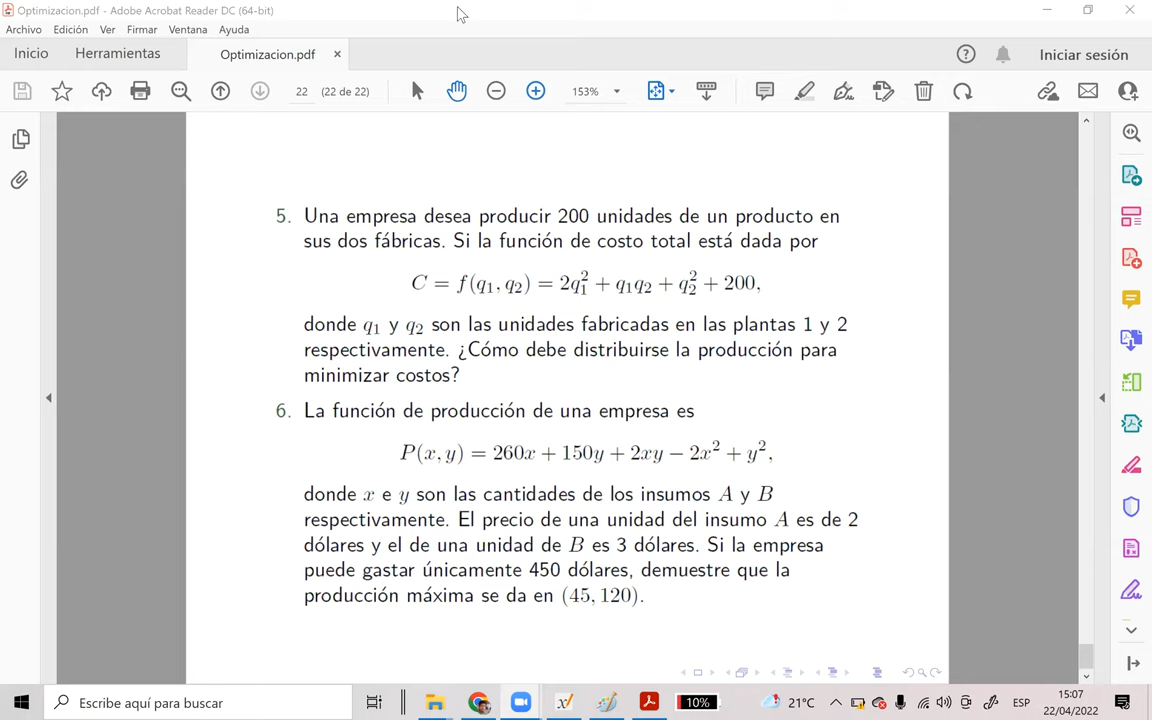 Optimizacion.pdf - Adobe Acrobat Reader DC (64-bit)
Archivo Edición Ver Firmar Ventana Ayuda
Inicio Herramientas Optimizacion.pdf × Iniciar sesión
22 (22 de 22) 153%
5. Una empresa desea producir 200 unidades de un producto en
sus dos fábricas. Si la función de costo total está dada por
C = f(q₁, q₂) = 2q₁² + q₁q₂ + q₂² + 200,
donde q₁ y q₂ son las unidades fabricadas en las plantas 1 y 2
respectivamente. ¿Cómo debe distribuirse la producción para
minimizar costos?
6. La función de producción de una empresa es
P(x, y) = 260x + 150y + 2xy − 2x² + y²,
donde x e y son las cantidades de los insumos A y B
respectivamente. El precio de una unidad del insumo A es de 2
dólares y el de una unidad de B es 3 dólares. Si la empresa
puede gastar únicamente 450 dólares, demuestre que la
producción máxima se da en (45, 120).
Escribe aquí para buscar 10% 21°C ESP 15:07
22/04/2022